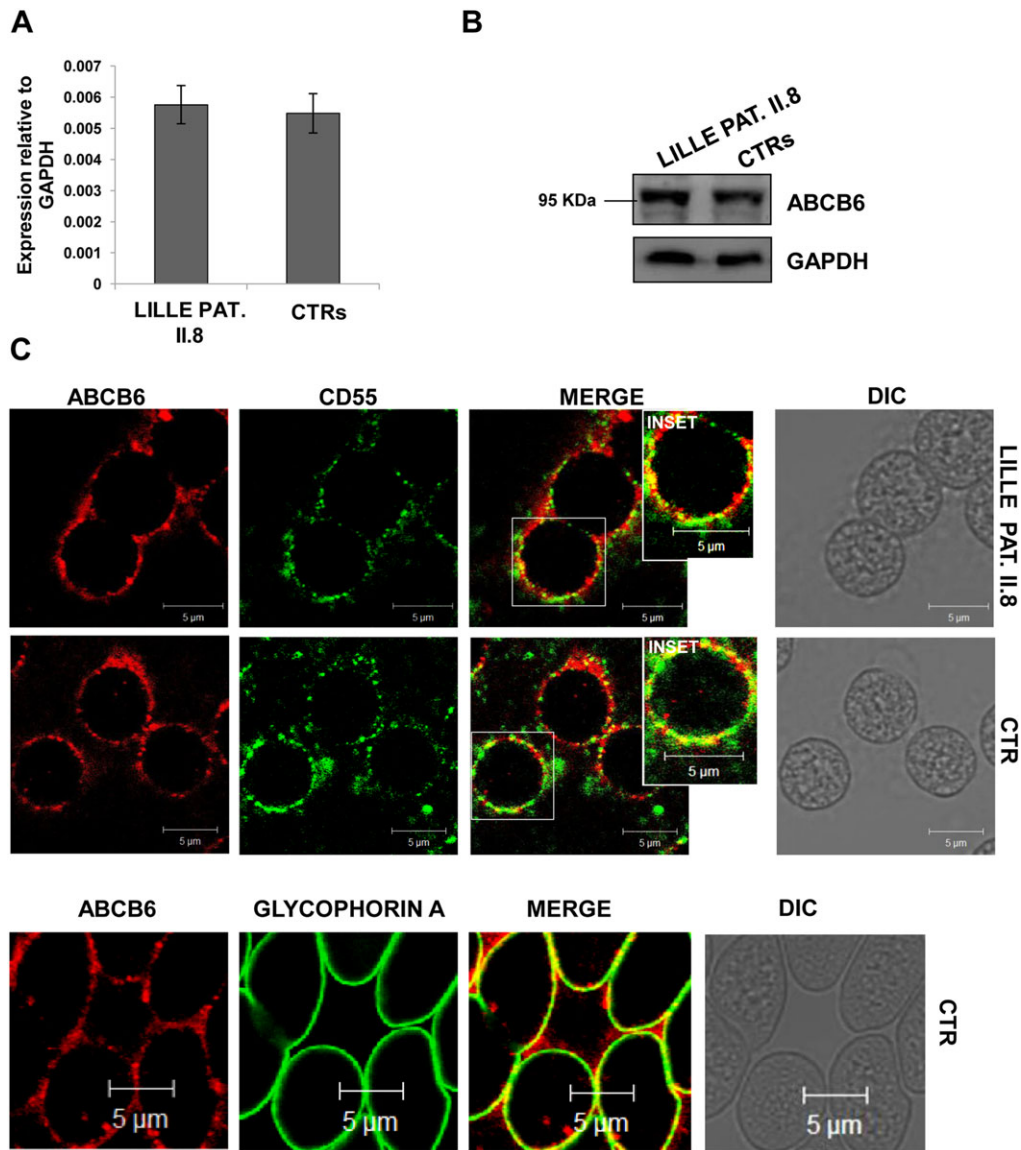 A
B
0.007
0.006
0.005
0.004
0.003
0.002
0.001
0
Expression relative to
GAPDH
LILLE PAT.
II.8
CTRs
LILLE PAT. II.8
CTRs
95 KDa
ABCB6
GAPDH
C
ABCB6
CD55
MERGE
DIC
INSET
5 µm
5 µm
5 µm
5 µm
5 µm
LILLE PAT. II.8
INSET
5 µm
5 µm
5 µm
5 µm
5 µm
CTR
ABCB6
GLYCOPHORIN A
MERGE
DIC
5 µm
5 µm
5 µm
5 µm
CTR